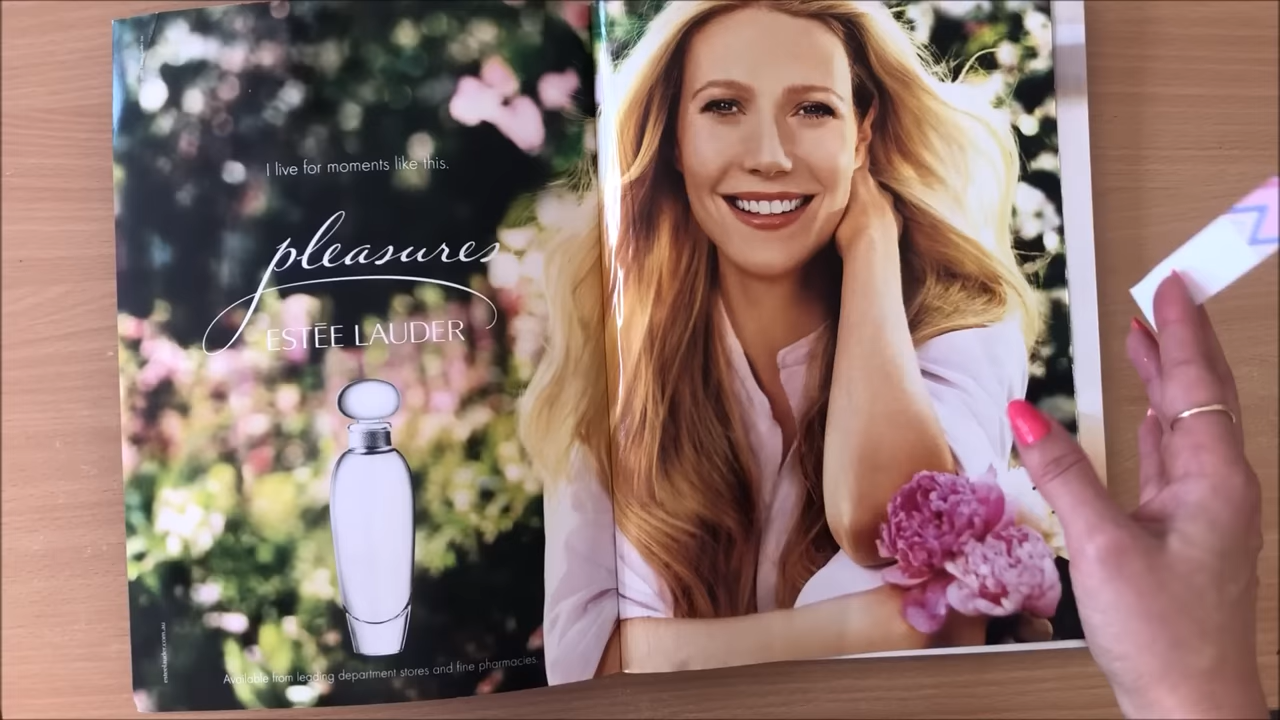 I live for moments like this.
pleasures
ESTĒE LAUDER
Available from leading department stores and fine pharmacies.
esteelauder.com.au